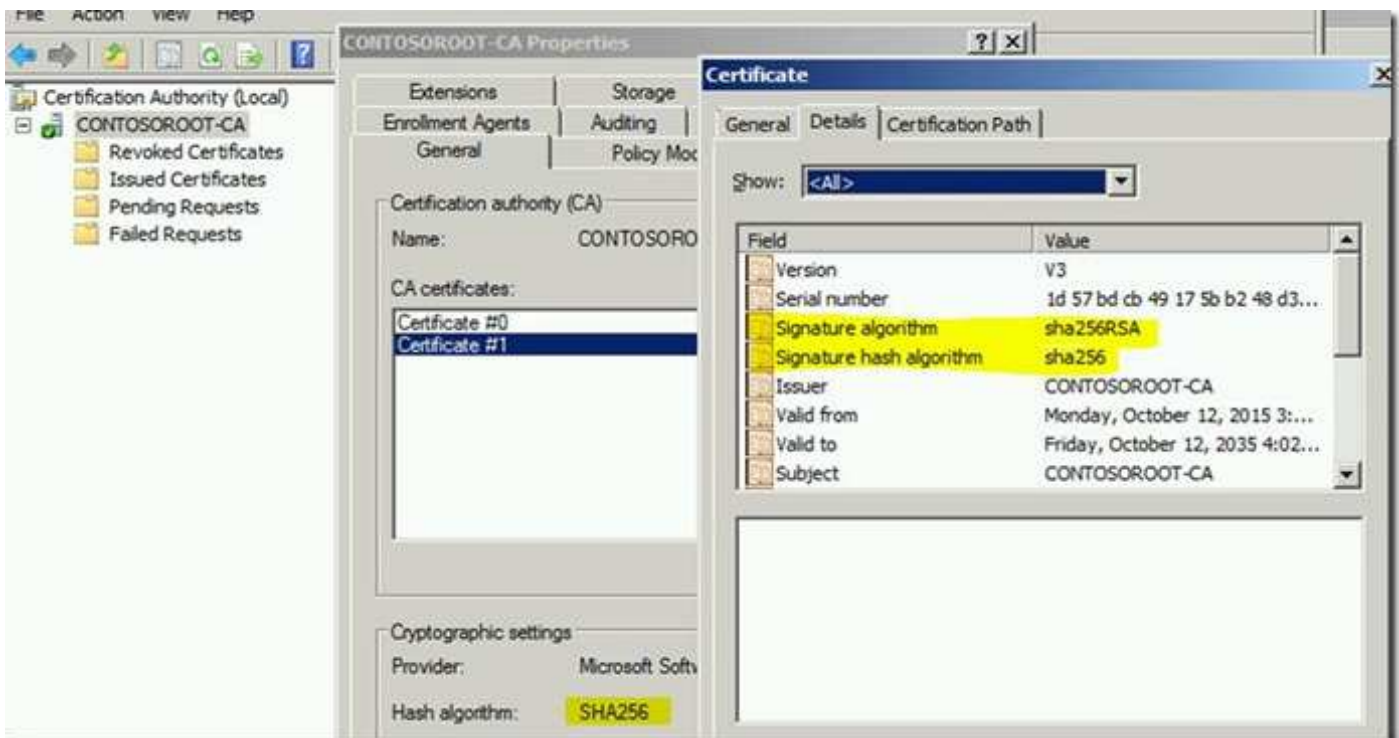 File Action View Help
Certification Authority (Local)
CONTOSOROOT-CA
Revoked Certificates
Issued Certificates
Pending Requests
Failed Requests
CONTOSOROOT-CA Properties
Extensions Storage
Enrollment Agents Auditing
General Policy Mod
Certification authority (CA)
Name: CONTOSORO
CA certificates:
Certificate #0
Certificate #1
Cryptographic settings
Provider: Microsoft Softw
Hash algorithm: SHA256
Certificate
General Details Certification Path
Show: <All>
Field Value
Version V3
Serial number 1d 57 bd cb 49 17 5b b2 48 d3...
Signature algorithm sha256RSA
Signature hash algorithm sha256
Issuer CONTOSOROOT-CA
Valid from Monday, October 12, 2015 3:...
Valid to Friday, October 12, 2035 4:02...
Subject CONTOSOROOT-CA